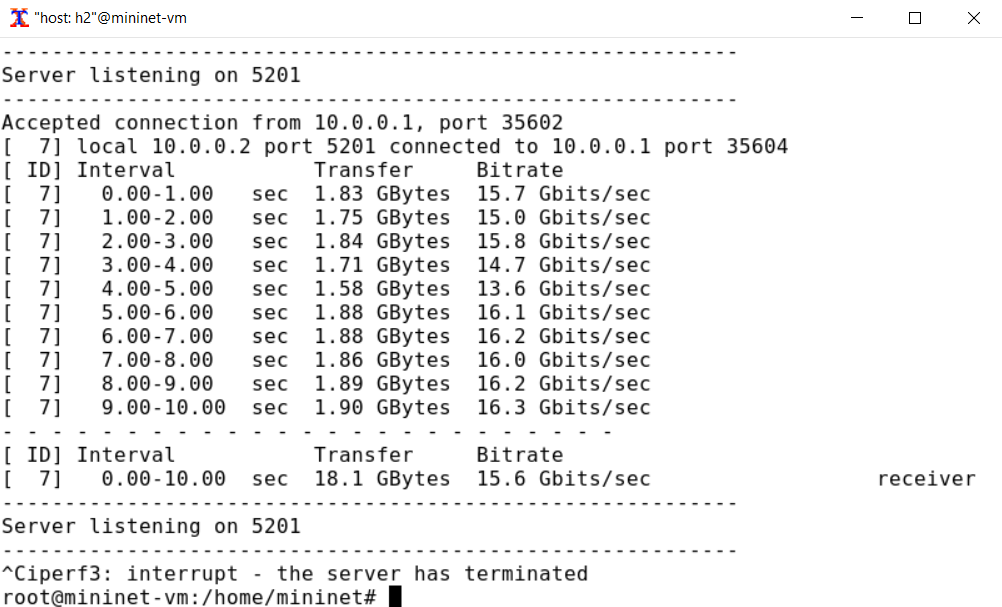 "host: h2"@mininet-vm
-----------------------------------------------------------
Server listening on 5201
-----------------------------------------------------------
Accepted connection from 10.0.0.1, port 35602
[  7] local 10.0.0.2 port 5201 connected to 10.0.0.1 port 35604
[ ID] Interval           Transfer     Bitrate
[  7]   0.00-1.00   sec  1.83 GBytes  15.7 Gbits/sec
[  7]   1.00-2.00   sec  1.75 GBytes  15.0 Gbits/sec
[  7]   2.00-3.00   sec  1.84 GBytes  15.8 Gbits/sec
[  7]   3.00-4.00   sec  1.71 GBytes  14.7 Gbits/sec
[  7]   4.00-5.00   sec  1.58 GBytes  13.6 Gbits/sec
[  7]   5.00-6.00   sec  1.88 GBytes  16.1 Gbits/sec
[  7]   6.00-7.00   sec  1.88 GBytes  16.2 Gbits/sec
[  7]   7.00-8.00   sec  1.86 GBytes  16.0 Gbits/sec
[  7]   8.00-9.00   sec  1.89 GBytes  16.2 Gbits/sec
[  7]   9.00-10.00  sec  1.90 GBytes  16.3 Gbits/sec
- - - - - - - - - - - - - - - - - - - - - - - - -
[ ID] Interval           Transfer     Bitrate
[  7]   0.00-10.00  sec  18.1 GBytes  15.6 Gbits/sec                  receiver
-----------------------------------------------------------
Server listening on 5201
-----------------------------------------------------------
^Ciperf3: interrupt - the server has terminated
root@mininet-vm:/home/mininet#